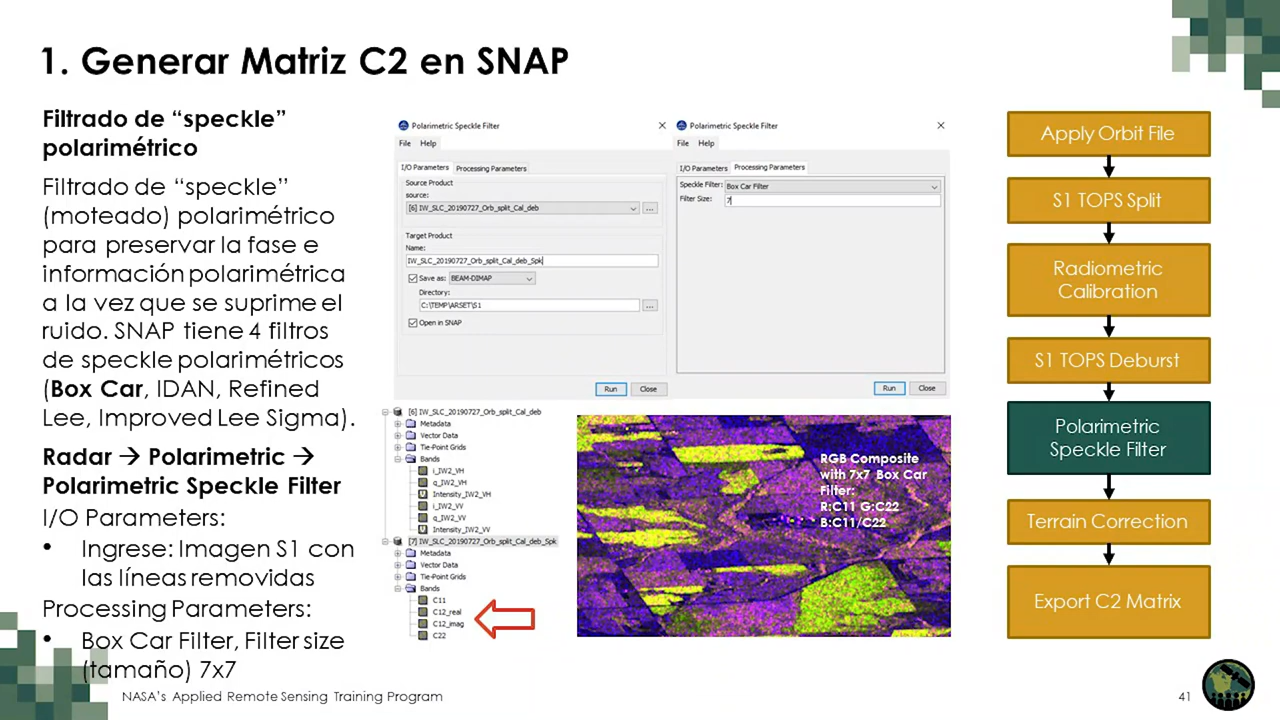 1. Generar Matriz C2 en SNAP
Filtrado de “speckle”
polarimétrico
Filtrado de “speckle”
(moteado) polarimétrico
para preservar la fase e
información polarimétrica
a la vez que se suprime el
ruido. SNAP tiene 4 filtros
de speckle polarimétricos
(Box Car, IDAN, Refined
Lee, Improved Lee Sigma).
Radar → Polarimetric →
Polarimetric Speckle Filter
I/O Parameters:
• Ingrese: Imagen S1 con
las líneas removidas
Processing Parameters:
• Box Car Filter, Filter size
(tamaño) 7x7
Polarimetric Speckle Filter
File Help
I/O Parameters Processing Parameters
Source Product
source:
[6] IW_SLC_20190727_Orb_split_Cal_deb
...
Target Product
Name:
IW_SLC_20190727_Orb_split_Cal_deb_Spk
Save as: BEAM-DIMAP
Directory:
C:\TEMP\ARSET\S1
...
Open in SNAP
Run Close
Polarimetric Speckle Filter
File Help
I/O Parameters Processing Parameters
Speckle Filter: Box Car Filter
Filter Size: 7
Run Close
[6] IW_SLC_20190727_Orb_split_Cal_deb
Metadata
Vector Data
Tie-Point Grids
Bands
i_IW2_VH
q_IW2_VH
Intensity_IW2_VH
i_IW2_VV
q_IW2_VV
Intensity_IW2_VV
[7] IW_SLC_20190727_Orb_split_Cal_deb_Spk
Metadata
Vector Data
Tie-Point Grids
Bands
C11
C12_real
C12_imag
C22
RGB Composite
with 7x7 Box Car
Filter:
R:C11 G:C22
B:C11/C22
Apply Orbit File
S1 TOPS Split
Radiometric
Calibration
S1 TOPS Deburst
Polarimetric
Speckle Filter
Terrain Correction
Export C2 Matrix
NASA’s Applied Remote Sensing Training Program
41